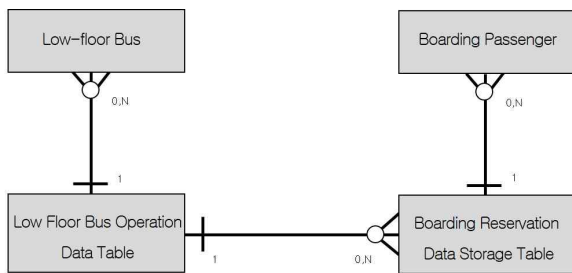 Low-floor Bus
Boarding Passenger
0,N
0,N
1
1
Low Floor Bus Operation
Data Table
Boarding Reservation
Data Storage Table
1
0,N